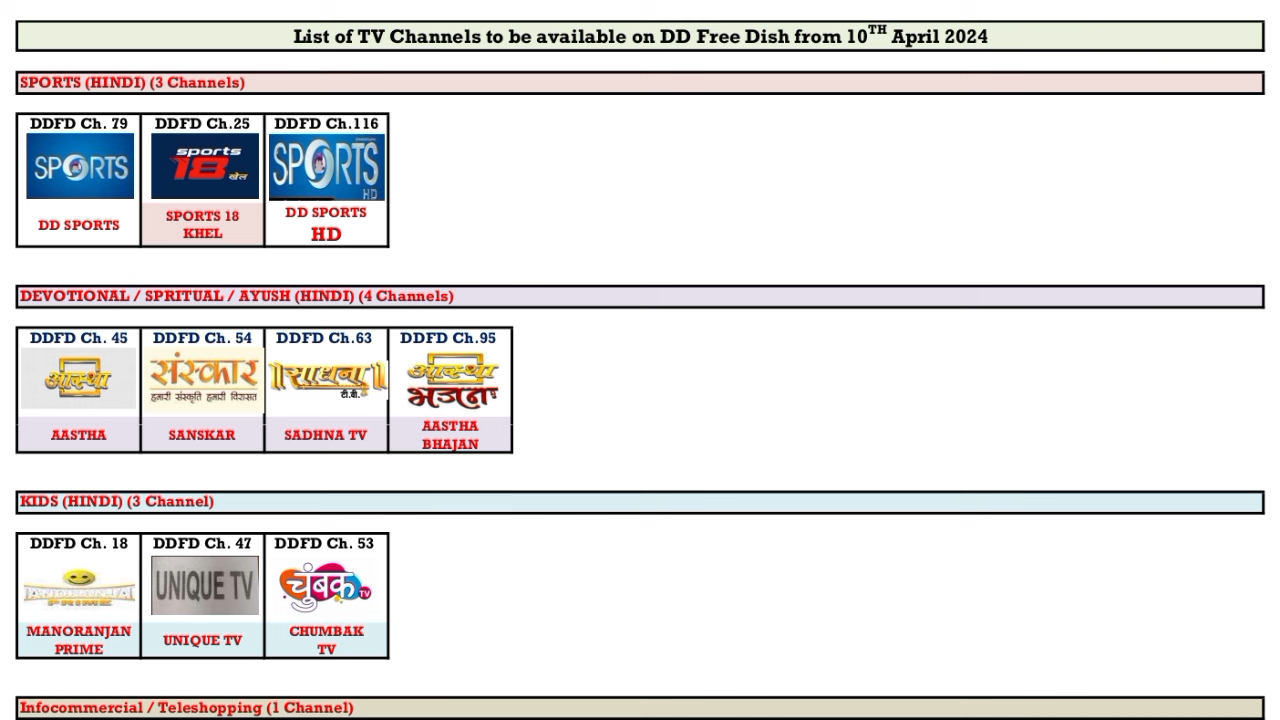 List of TV Channels to be available on DD Free Dish from 10TH April 2024
SPORTS (HINDI) (3 Channels)
DDFD Ch. 79 DDFD Ch.25 DDFD Ch.116
SPORTS sports 18 खेल SPORTS HD
DD SPORTS SPORTS 18 KHEL DD SPORTS HD
DEVOTIONAL / SPRITUAL / AYUSH (HINDI) (4 Channels)
DDFD Ch. 45 DDFD Ch. 54 DDFD Ch.63 DDFD Ch.95
आस्था संस्कार साधना आस्था
हमारी संस्कृति हमारी विरासत टी.वी. भजन
AASTHA SANSKAR SADHNA TV AASTHA BHAJAN
KIDS (HINDI) (3 Channel)
DDFD Ch. 18 DDFD Ch. 47 DDFD Ch. 53
PRIME UNIQUE TV चुंबक TV
MANORANJAN PRIME UNIQUE TV CHUMBAK TV
Infocommercial / Teleshopping (1 Channel)